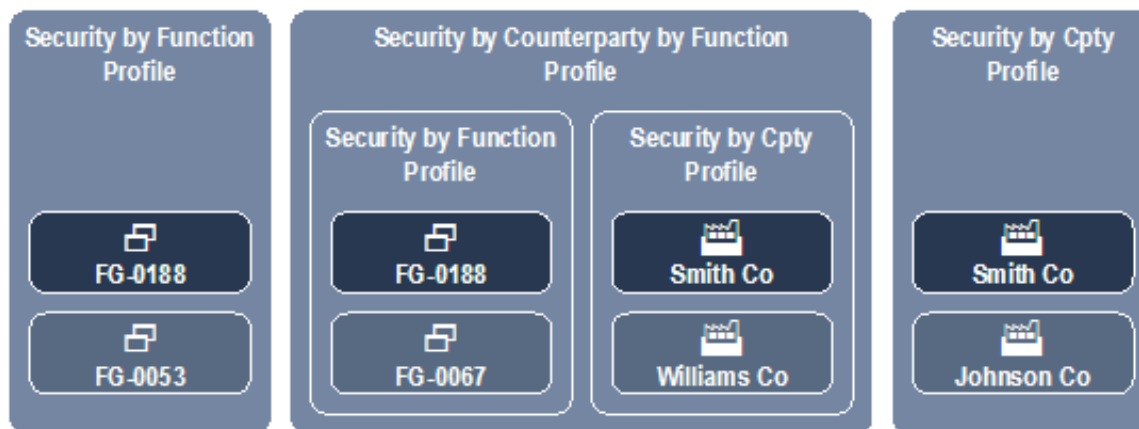 Security by Function
Profile
FG-0188
FG-0053
Security by Counterparty by Function
Profile
Security by Function
Profile
FG-0188
FG-0067
Security by Cpty
Profile
Smith Co
Williams Co
Security by Cpty
Profile
Smith Co
Johnson Co